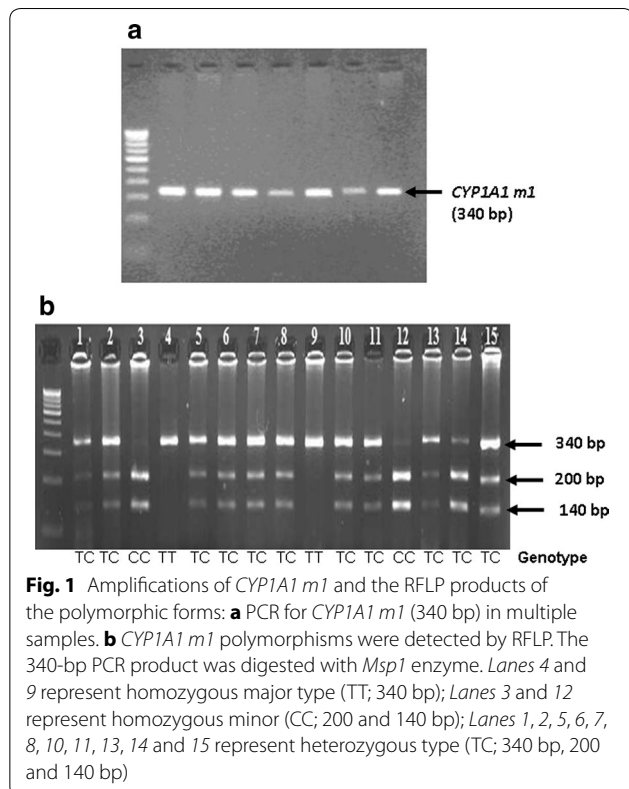 a
CYP1A1 m1
(340 bp)
b
1 2 3 4 5 6 7 8 9 10 11 12 13 14 15
340 bp
200 bp
140 bp
TC TC CC TT TC TC TC TC TT TC TC CC TC TC TC Genotype
Fig. 1 Amplifications of CYP1A1 m1 and the RFLP products of
the polymorphic forms: a PCR for CYP1A1 m1 (340 bp) in multiple
samples. b CYP1A1 m1 polymorphisms were detected by RFLP. The
340-bp PCR product was digested with Msp1 enzyme. Lanes 4 and
9 represent homozygous major type (TT; 340 bp); Lanes 3 and 12
represent homozygous minor (CC; 200 and 140 bp); Lanes 1, 2, 5, 6, 7,
8, 10, 11, 13, 14 and 15 represent heterozygous type (TC; 340 bp, 200
and 140 bp)